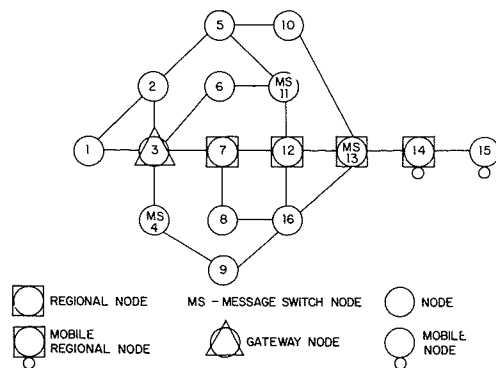 5
10
2
6
MS
11
1
3
7
12
MS
13
14
15
MS
4
8
16
9
REGIONAL NODE
MS - MESSAGE SWITCH NODE
NODE
MOBILE
REGIONAL NODE
GATEWAY NODE
MOBILE
NODE